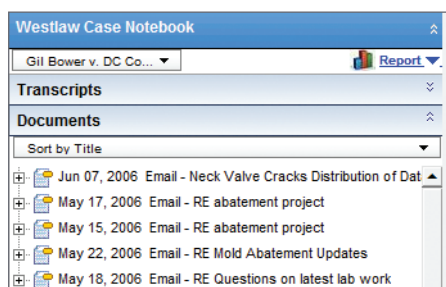 Westlaw Case Notebook
Gil Bower v. DC Co...
Report
Transcripts
Documents
Sort by Title
Jun 07, 2006 Email - Neck Valve Cracks Distribution of Dat
May 17, 2006 Email - RE abatement project
May 15, 2006 Email - RE abatement project
May 22, 2006 Email - RE Mold Abatement Updates
May 18, 2006 Email - RE Questions on latest lab work